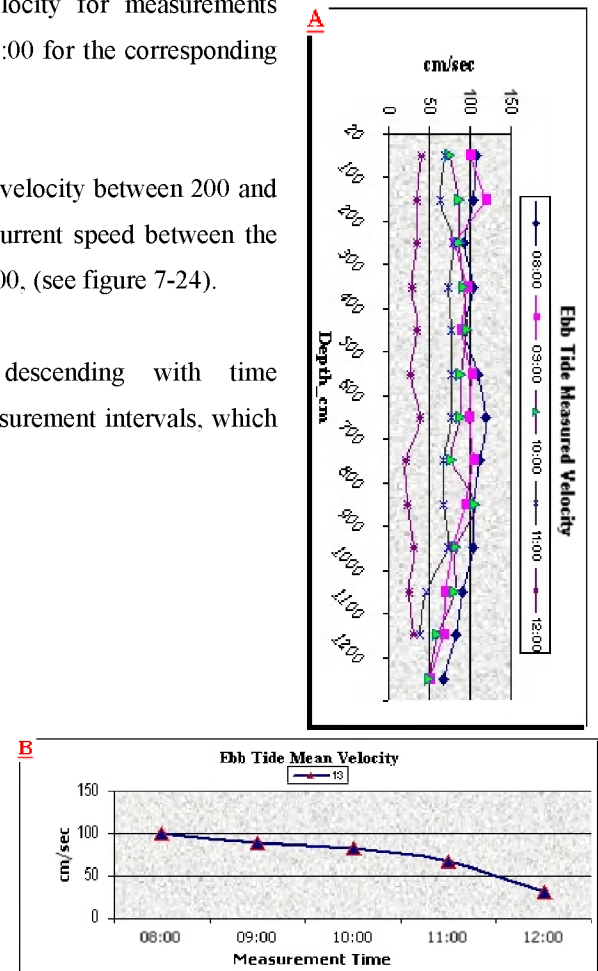 elocity for measurements
:00 for the corresponding
velocity between 200 and
urrent speed between the
00, (see figure 7-24).
descending with time
asurement intervals, which
A
cm/sec
0 50 100 150
20 100 200 300 400 500 600 700 800 900 1000 1100 1200
Depth_cm
08:00 09:00 10:00 11:00 12:00
Ebb Tide Measured Velocity
B
Ebb Tide Mean Velocity
13
cm/sec
150
100
50
0
08:00 09:00 10:00 11:00 12:00
Measurement Time